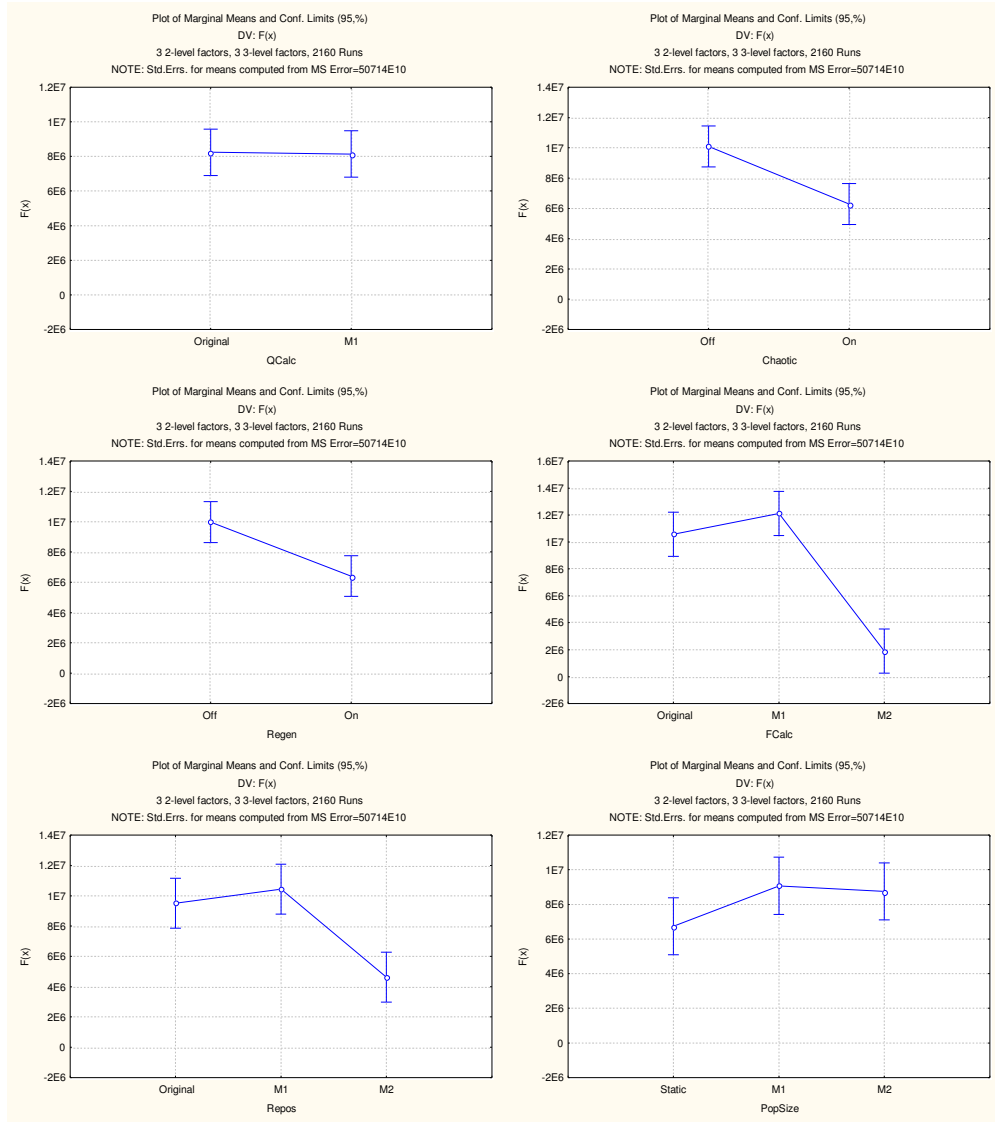 Plot of Marginal Means and Conf. Limits (95,%)
DV: F(x)
3 2-level factors, 3 3-level factors, 2160 Runs
NOTE: Std.Errs. for means computed from MS Error=50714E10
1.2E7
1E7
8E6
6E6
4E6
2E6
0
-2E6
F(x)
Original M1
QCalc
Plot of Marginal Means and Conf. Limits (95,%)
DV: F(x)
3 2-level factors, 3 3-level factors, 2160 Runs
NOTE: Std.Errs. for means computed from MS Error=50714E10
1.4E7
1.2E7
1E7
8E6
6E6
4E6
2E6
0
-2E6
F(x)
Off On
Chaotic
Plot of Marginal Means and Conf. Limits (95,%)
DV: F(x)
3 2-level factors, 3 3-level factors, 2160 Runs
NOTE: Std.Errs. for means computed from MS Error=50714E10
1.4E7
1.2E7
1E7
8E6
6E6
4E6
2E6
0
-2E6
F(x)
Off On
Regen
Plot of Marginal Means and Conf. Limits (95,%)
DV: F(x)
3 2-level factors, 3 3-level factors, 2160 Runs
NOTE: Std.Errs. for means computed from MS Error=50714E10
1.6E7
1.4E7
1.2E7
1E7
8E6
6E6
4E6
2E6
0
-2E6
F(x)
Original M1 M2
FCalc
Plot of Marginal Means and Conf. Limits (95,%)
DV: F(x)
3 2-level factors, 3 3-level factors, 2160 Runs
NOTE: Std.Errs. for means computed from MS Error=50714E10
1.4E7
1.2E7
1E7
8E6
6E6
4E6
2E6
0
-2E6
F(x)
Original M1 M2
Repos
Plot of Marginal Means and Conf. Limits (95,%)
DV: F(x)
3 2-level factors, 3 3-level factors, 2160 Runs
NOTE: Std.Errs. for means computed from MS Error=50714E10
1.2E7
1E7
8E6
6E6
4E6
2E6
0
-2E6
F(x)
Static M1 M2
PopSize